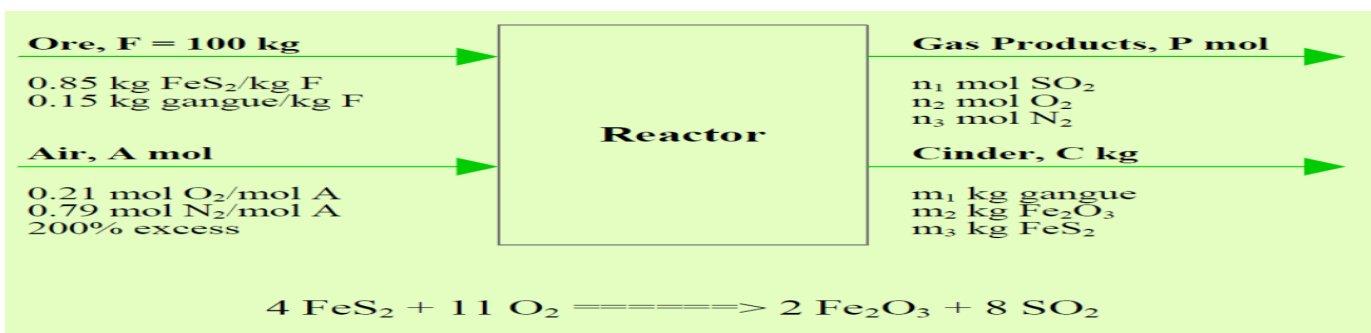 Ore, F = 100 kg
0.85 kg FeS₂/kg F
0.15 kg gangue/kg F
Air, A mol
0.21 mol O₂/mol A
0.79 mol N₂/mol A
200% excess
Reactor
Gas Products, P mol
n₁ mol SO₂
n₂ mol O₂
n₃ mol N₂
Cinder, C kg
m₁ kg gangue
m₂ kg Fe₂O₃
m₃ kg FeS₂
4 FeS₂ + 11 O₂ ======> 2 Fe₂O₃ + 8 SO₂